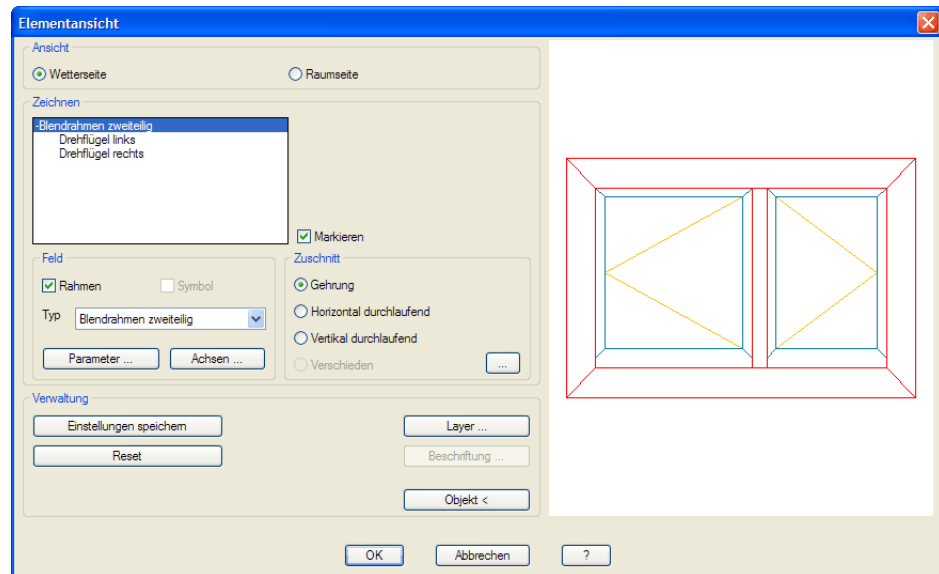 Elementansicht
Ansicht
Wetterseite
Raumseite
Zeichnen
-Blendrahmen zweiteilig
Drehflügel links
Drehflügel rechts
Markieren
Feld
Rahmen
Symbol
Typ
Blendrahmen zweiteilig
Parameter ...
Achsen ...
Zuschnitt
Gehrung
Horizontal durchlaufend
Vertikal durchlaufend
Verschieden
...
Verwaltung
Einstellungen speichern
Layer ...
Reset
Beschriftung ...
Objekt <
OK
Abbrechen
?